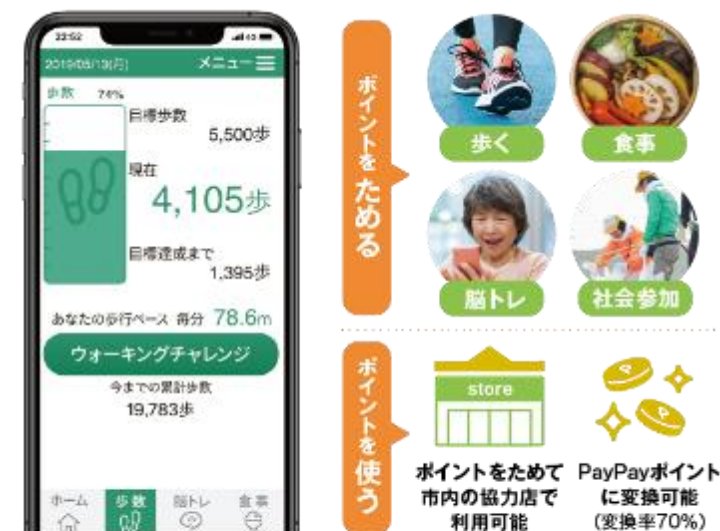 22:52
2019/05/13(月) メニュー
歩数 74%
目標歩数
5,500歩
現在
4,105歩
目標達成まで
1,395歩
あなたの歩行ペース 毎分 78.6m
ウォーキングチャレンジ
今までの累計歩数
19,783歩
ホーム 歩数 脳トレ 食事
ポイントをためる
歩く
食事
脳トレ
社会参加
ポイントを使う
store
ポイントをためて
市内の協力店で
利用可能
PayPayポイント
に変換可能
(変換率70%)